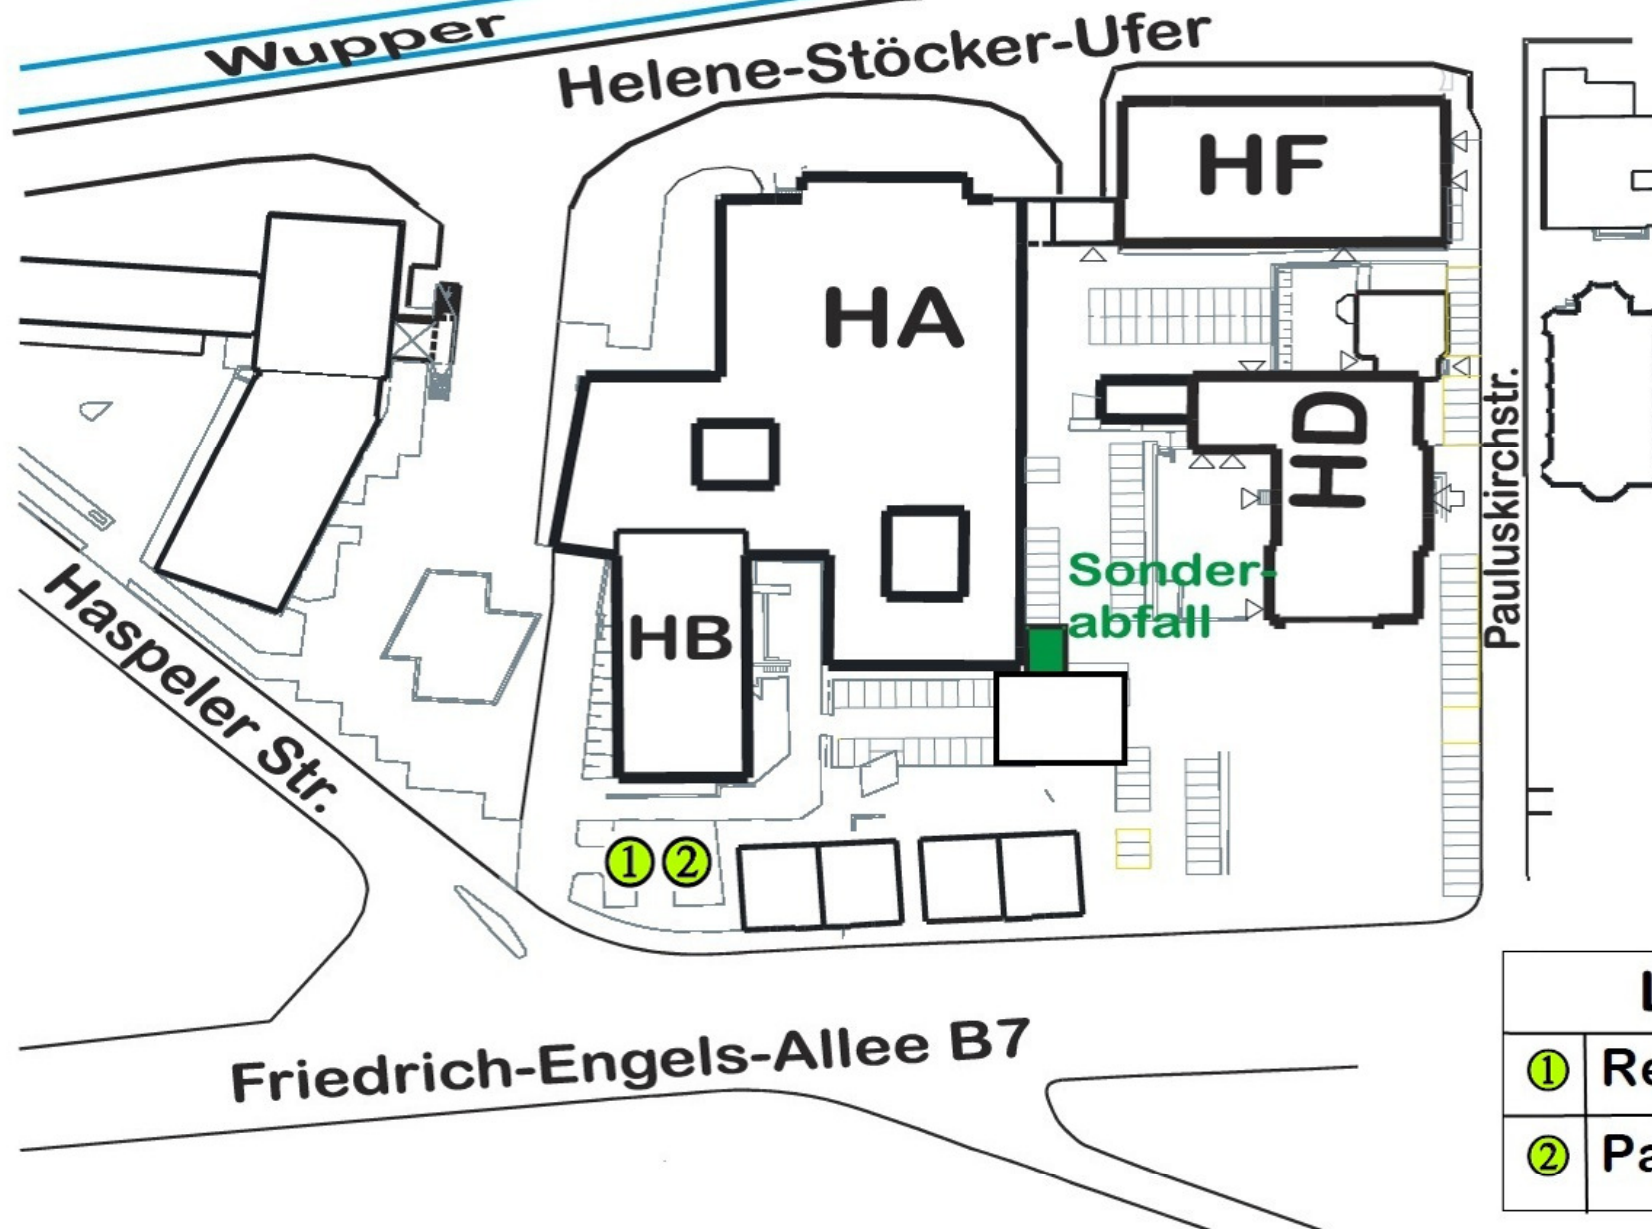 Wupper
Helene-Stöcker-Ufer
HF
HA
HD
Pauluskirchstr.
Sonder-
abfall
HB
Haspeler Str.
1 2
Friedrich-Engels-Allee B7
1
2